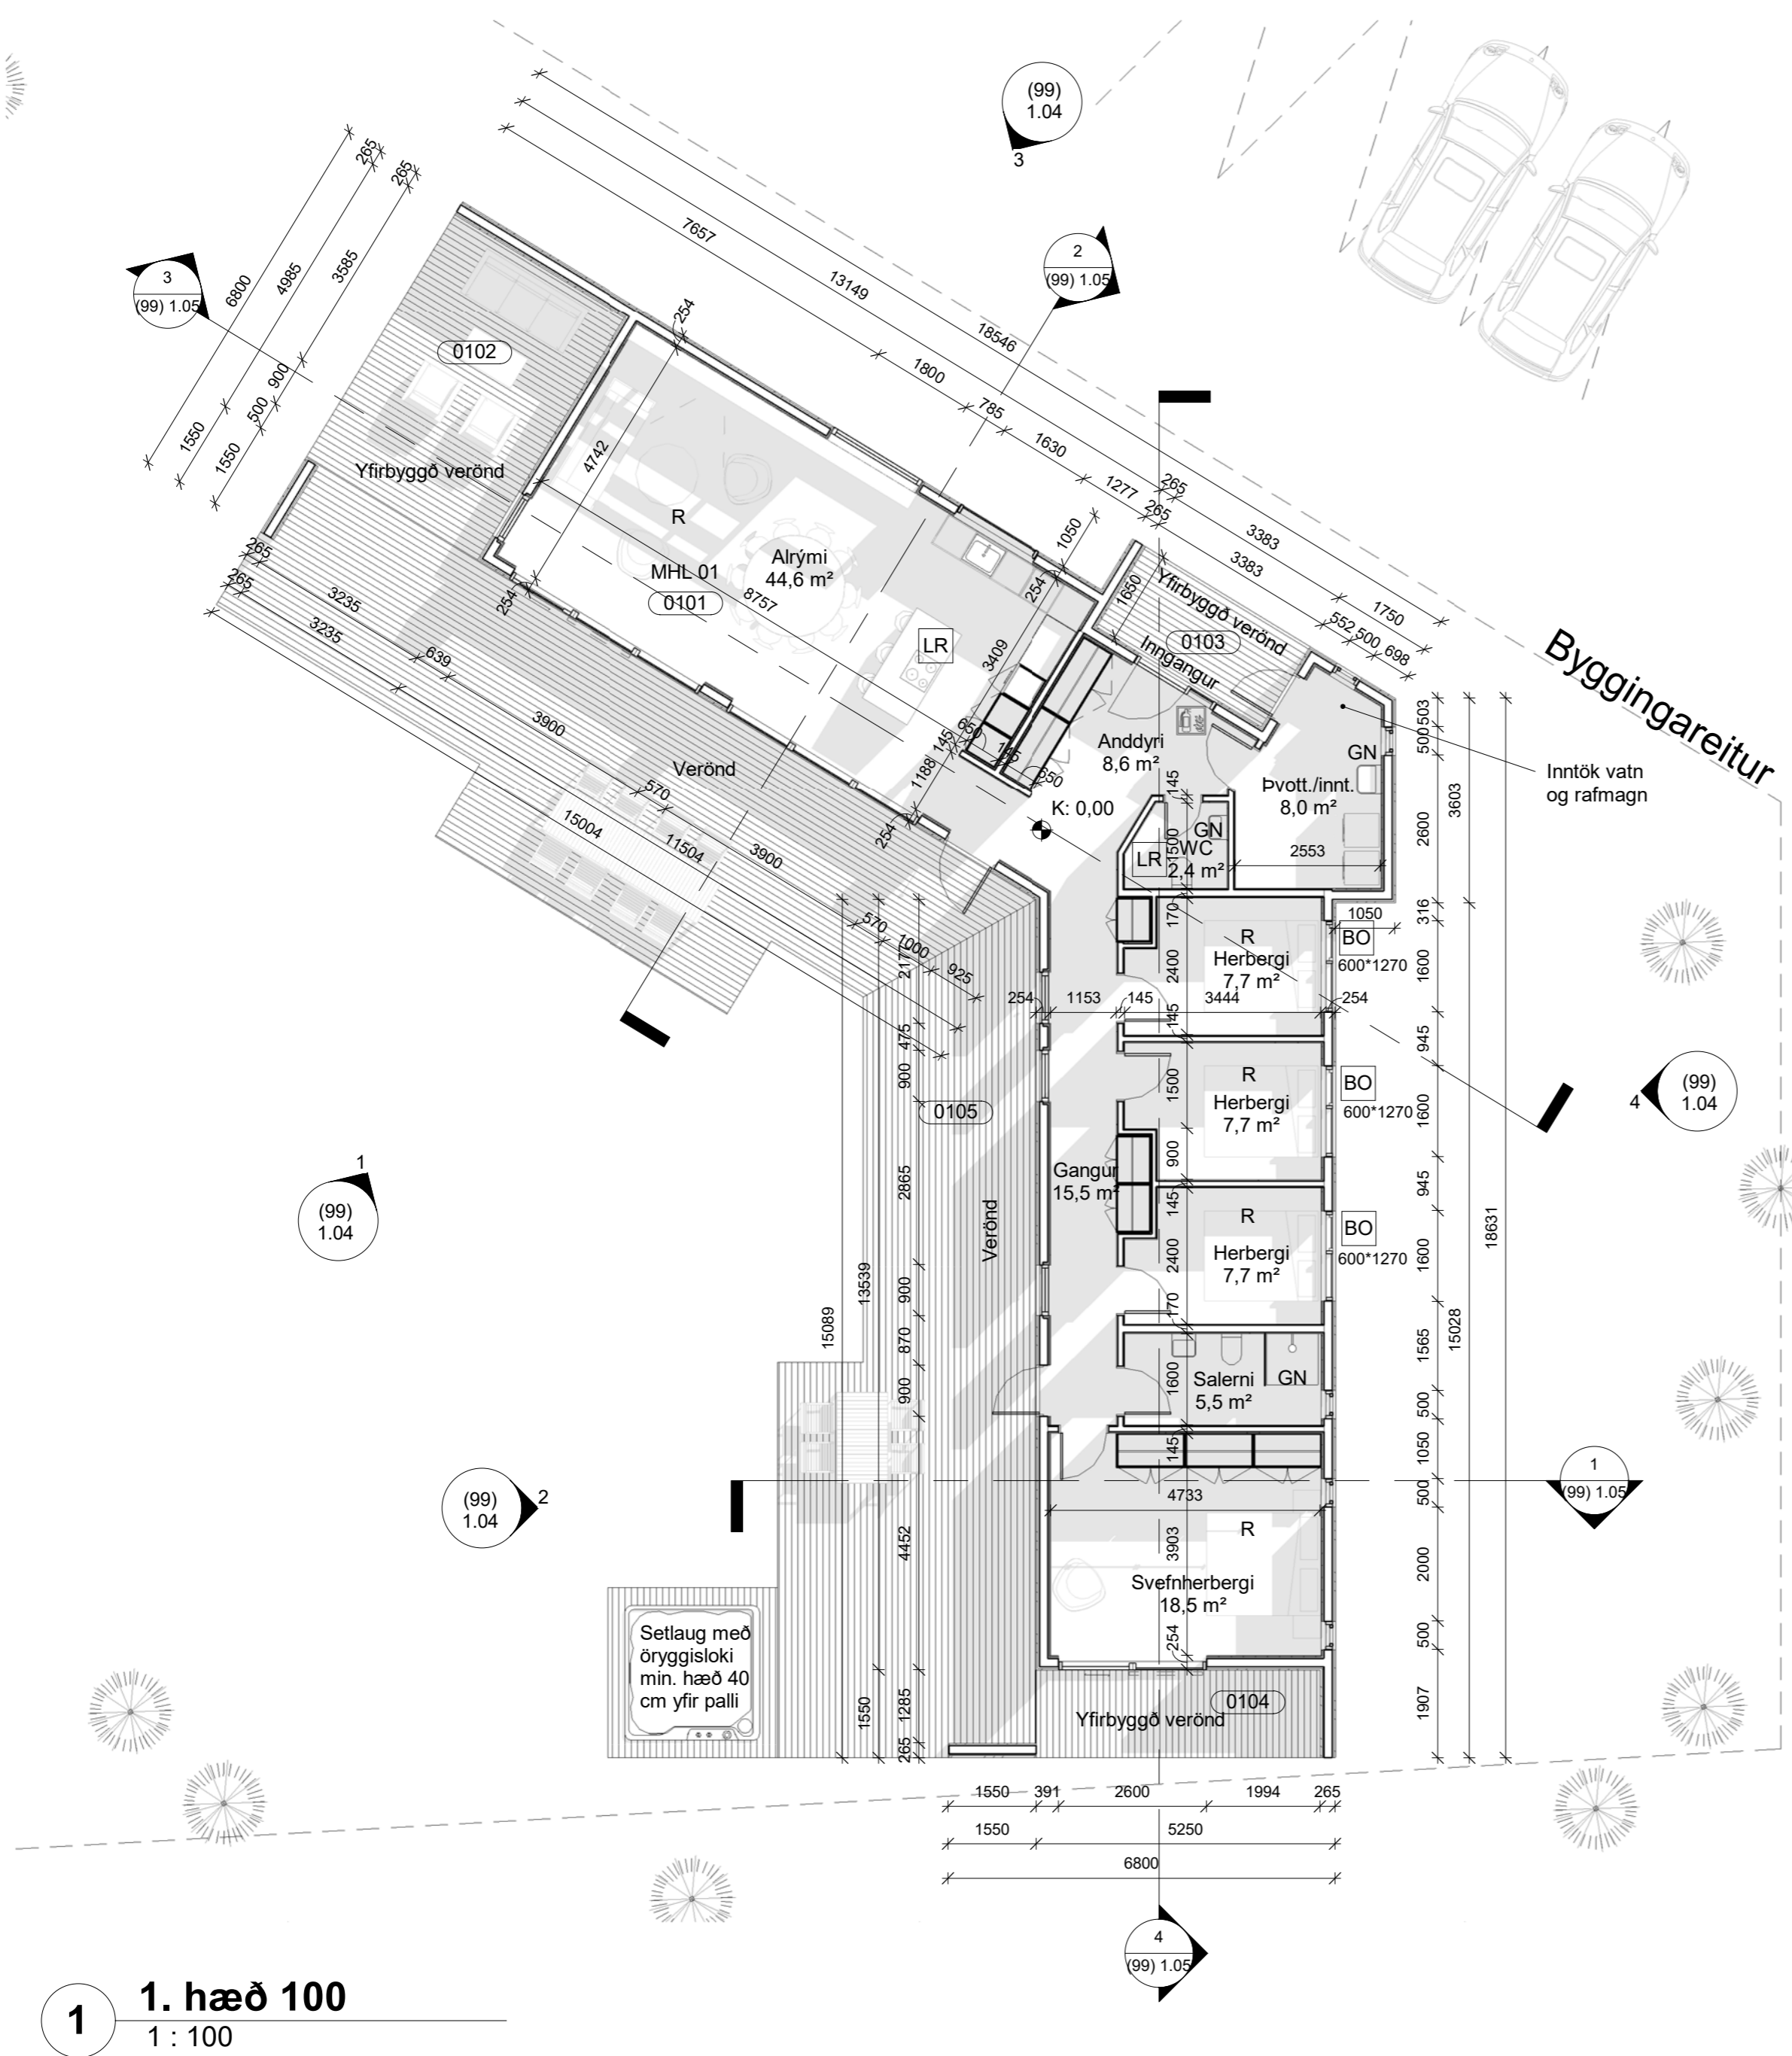 (99)
1.04
3
2
(99) 1.05
3
(99) 1.05
265
265
6800
4985
3585
900
500
1550
1550
7657
13149
18546
254
1800
785
1630
1277
265
265
3383
3383
1750
552
500
698
0102
Yfirbyggð verönd
4742
R
Alrými
44,6 m²
MHL 01
0101
8757
254
1050
254
1650
Yfirbyggð verönd
0103
Inngangur
LR
3409
Byggingareitur
265
265
3235
3235
639
3900
Verönd
570
15004
11504
3900
254
570
1000
925
650
145
145
650
1188
Anddyri
8,6 m²
K: 0,00
145
GN
Þvott./innt.
8,0 m²
Inntök vatn
og rafmagn
GN
WC
2,4 m²
LR
1500
2553
503
500
2600
3603
316
1050
BO
600*1270
R
Herbergi
7,7 m²
170
2400
145
254
1153
145
3444
254
1600
945
2171
475
900
0105
R
Herbergi
7,7 m²
1500
900
BO
600*1270
1600
(99)
1.04
4
Gangur
15,5 m²
145
945
2865
Verönd
R
Herbergi
7,7 m²
2400
170
BO
600*1270
1600
18631
15028
1
(99)
1.04
13539
15089
900
870
900
1600
Salerni
5,5 m²
GN
1565
500
1050
500
145
4733
R
3903
Svefnherbergi
18,5 m²
254
2000
500
1907
1
(99) 1.05
(99)
1.04
2
4452
Setlaug með
öryggisloki
min. hæð 40
cm yfir palli
1550
1285
265
0104
Yfirbyggð verönd
1550
391
2600
1994
265
1550
5250
6800
4
(99) 1.05
1
1. hæð 100
1 : 100